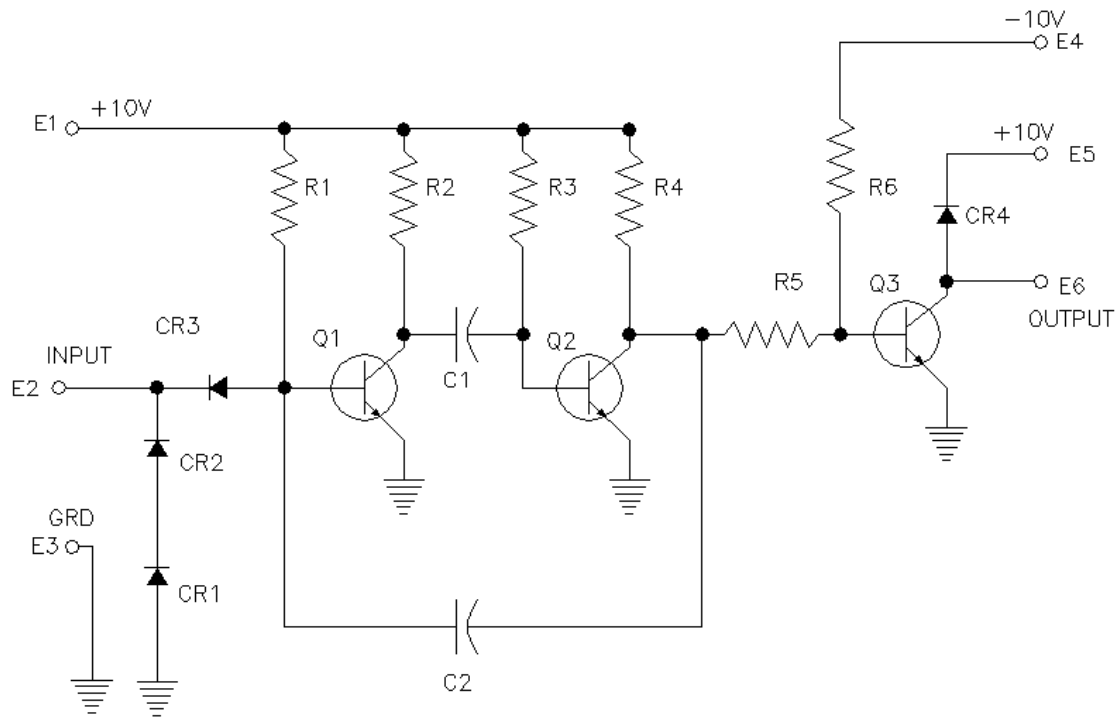 -10V
E4
E1
+10V
+10V
E5
R1
R2
R3
R4
R6
CR4
R5
Q3
E6
OUTPUT
CR3
Q1
Q2
INPUT
E2
C1
CR2
GRD
E3
CR1
C2